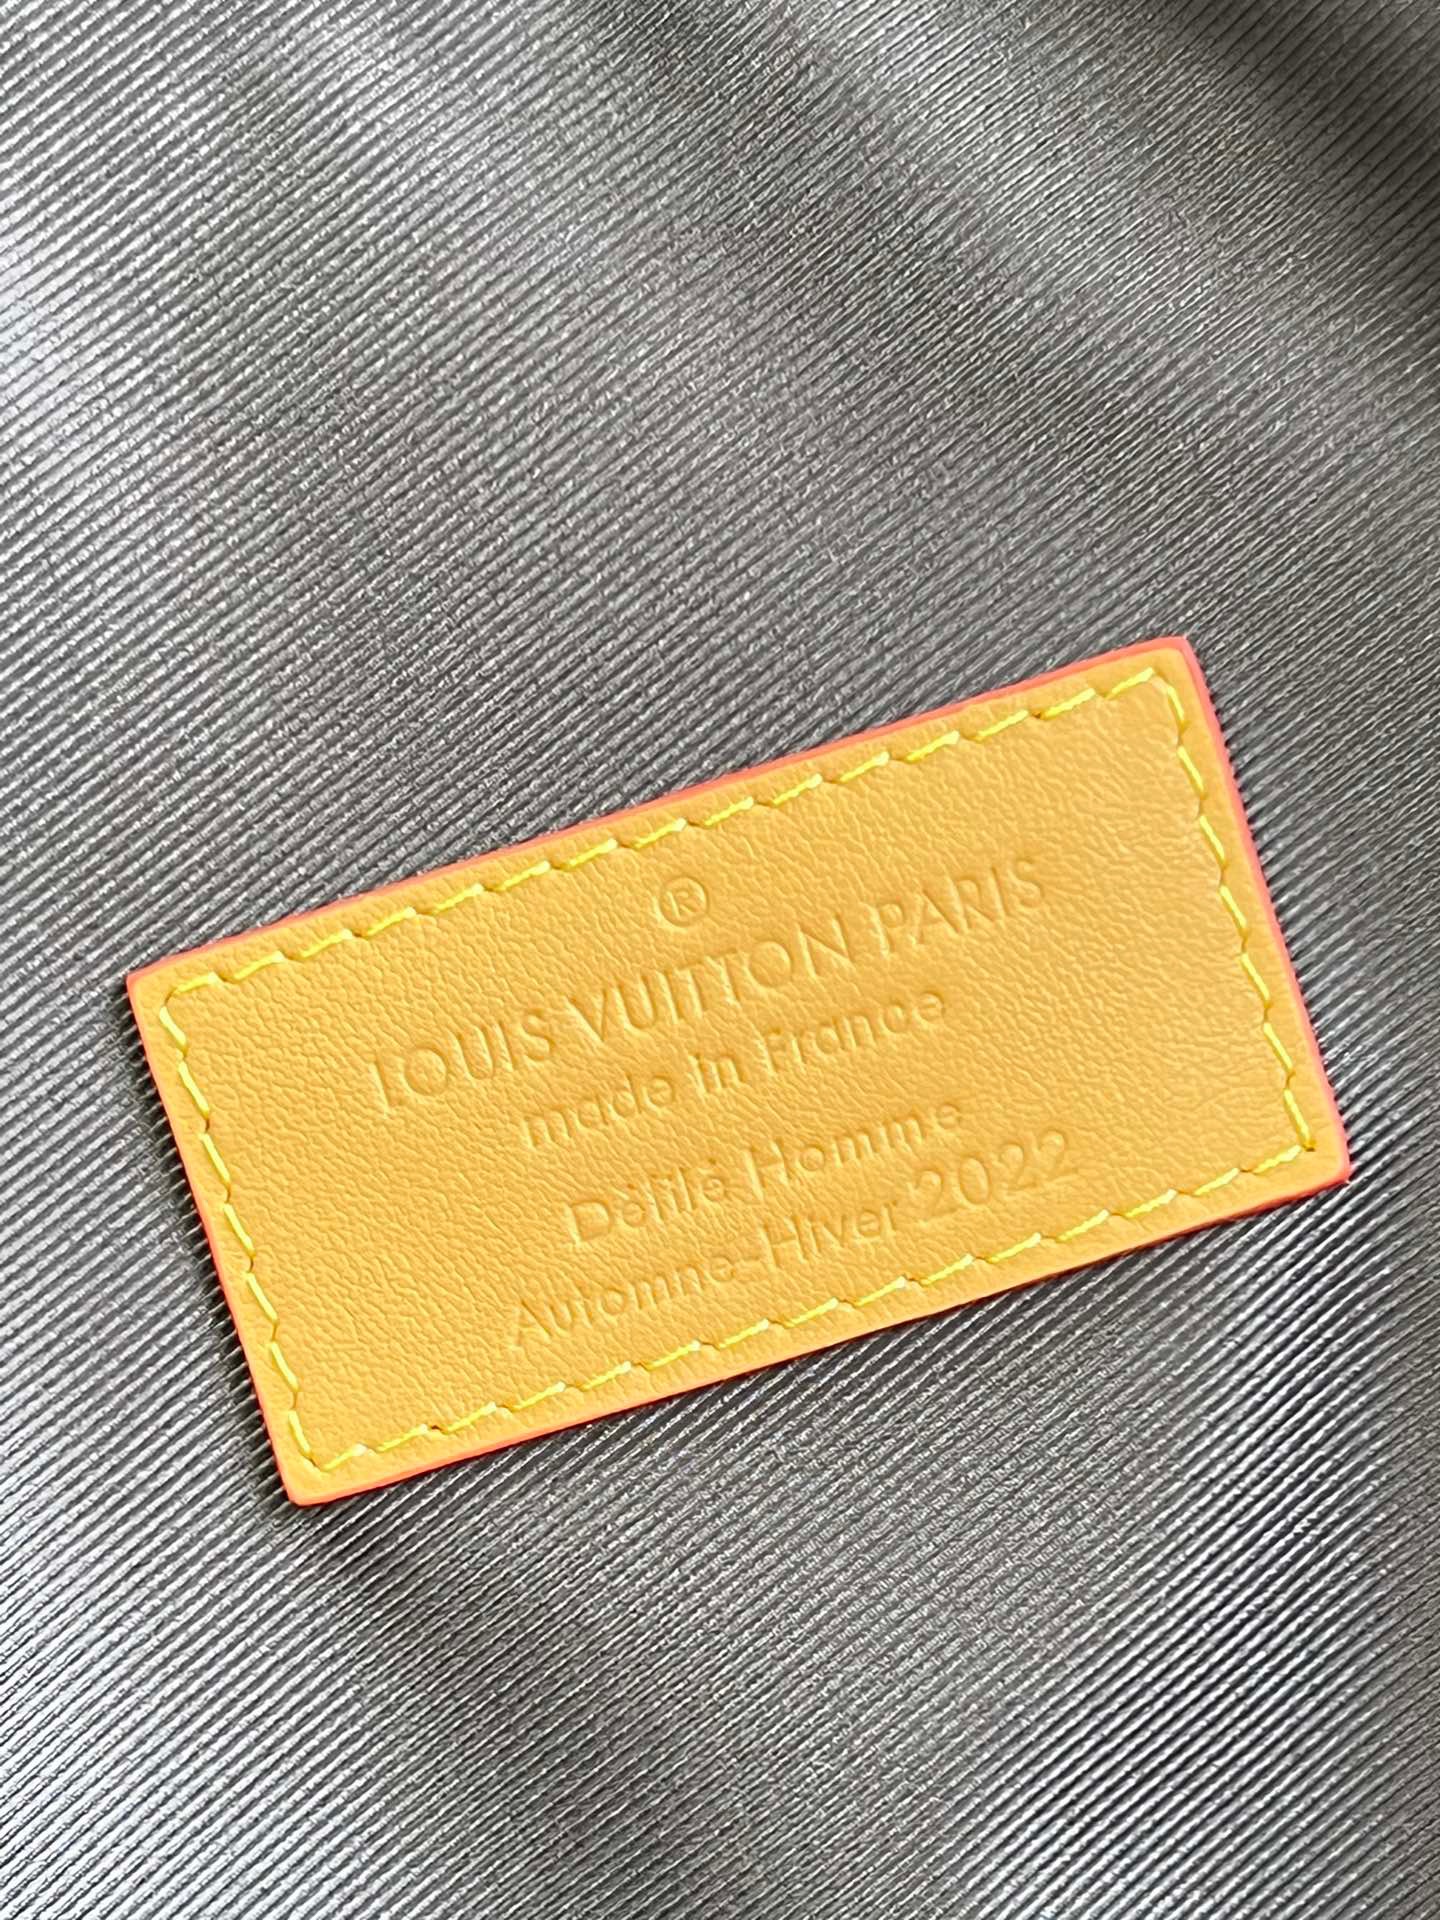 ®
LOUIS VUITTON PARIS
made in France
Défilé Homme
Automne-Hiver 2022